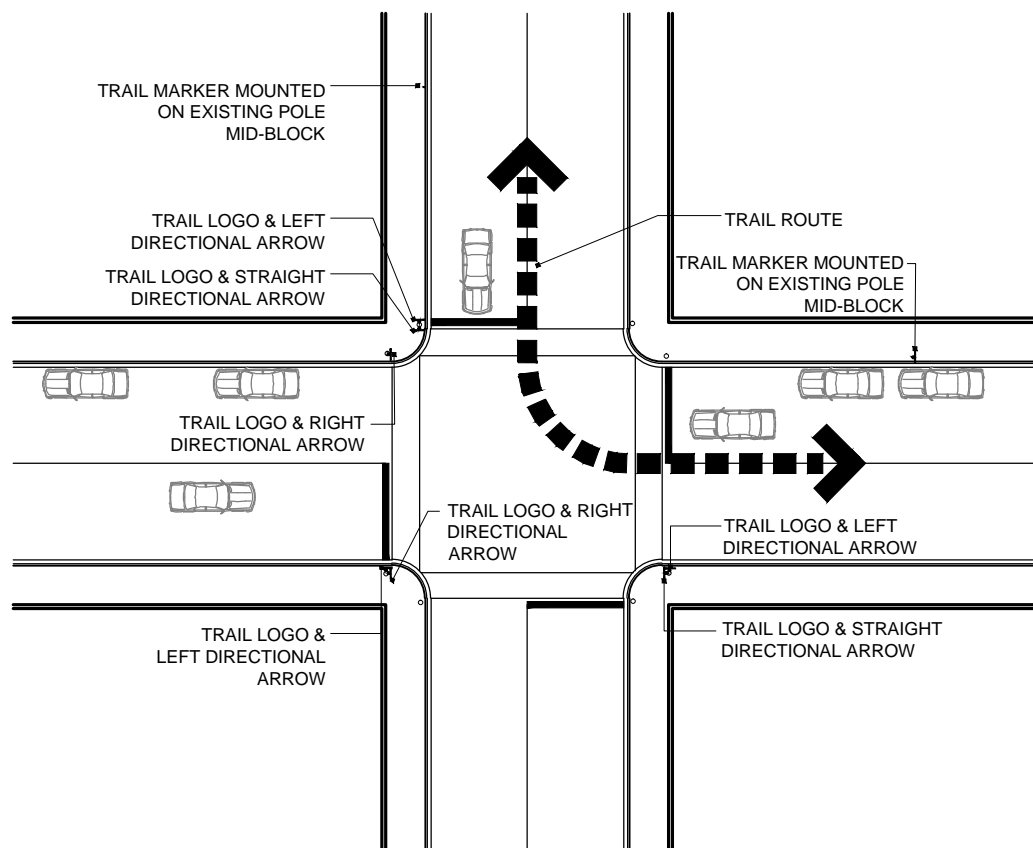 TRAIL MARKER MOUNTED
ON EXISTING POLE
MID-BLOCK
TRAIL LOGO & LEFT
DIRECTIONAL ARROW
TRAIL ROUTE
TRAIL LOGO & STRAIGHT
DIRECTIONAL ARROW
TRAIL MARKER MOUNTED
ON EXISTING POLE
MID-BLOCK
TRAIL LOGO & RIGHT
DIRECTIONAL ARROW
TRAIL LOGO & RIGHT
DIRECTIONAL
ARROW
TRAIL LOGO & LEFT
DIRECTIONAL ARROW
TRAIL LOGO &
LEFT DIRECTIONAL
ARROW
TRAIL LOGO & STRAIGHT
DIRECTIONAL ARROW